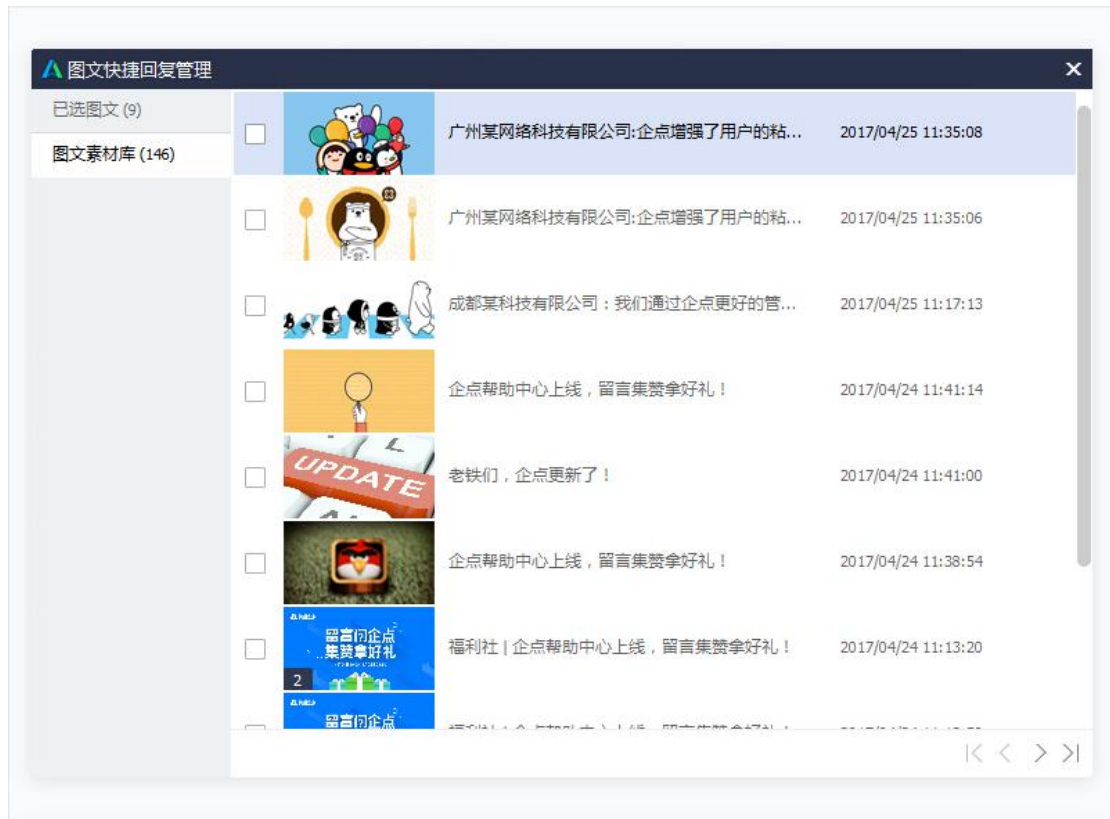 图文快捷回复管理
已选图文 (9)
图文素材库 (146)
广州某网络科技有限公司:企点增强了用户的粘... 2017/04/25 11:35:08
广州某网络科技有限公司:企点增强了用户的粘... 2017/04/25 11:35:06
成都某科技有限公司：我们通过企点更好的管... 2017/04/25 11:17:13
企点帮助中心上线，留言集赞拿好礼！ 2017/04/24 11:41:14
UPDATE
老铁们，企点更新了！ 2017/04/24 11:41:00
企点帮助中心上线，留言集赞拿好礼！ 2017/04/24 11:38:54
留言问企点
集赞拿好礼
2
福利社 | 企点帮助中心上线，留言集赞拿好礼！ 2017/04/24 11:13:20
留言问企点